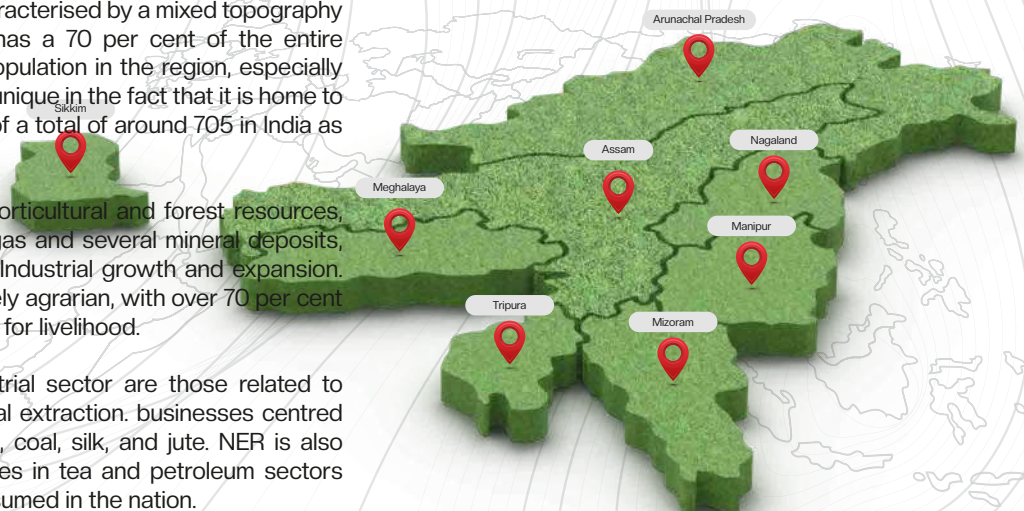 racterised by a mixed topography
has a 70 per cent of the entire
opulation in the region, especially
unique in the fact that it is home to
of a total of around 705 in India as
orticultural and forest resources,
gas and several mineral deposits,
Industrial growth and expansion.
ely agrarian, with over 70 per cent
for livelihood.
trial sector are those related to
al extraction. businesses centred
, coal, silk, and jute. NER is also
es in tea and petroleum sectors
sumed in the nation.
Sikkim
Arunachal Pradesh
Assam
Nagaland
Meghalaya
Manipur
Tripura
Mizoram